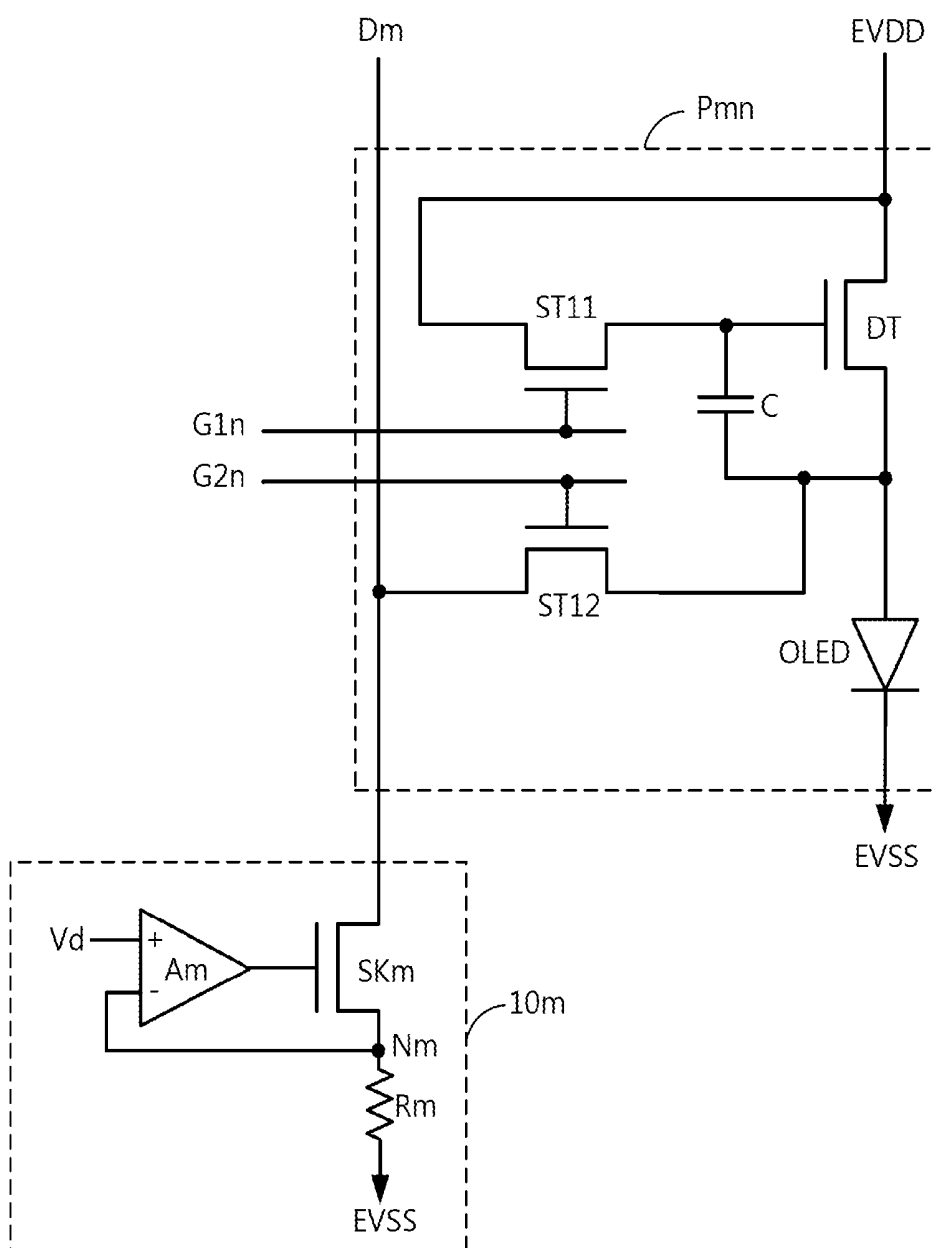 Dm
EVDD
Pmn
ST11
DT
C
G1n
G2n
ST12
OLED
EVSS
Vd
+
Am
-
SKm
10m
Nm
Rm
EVSS